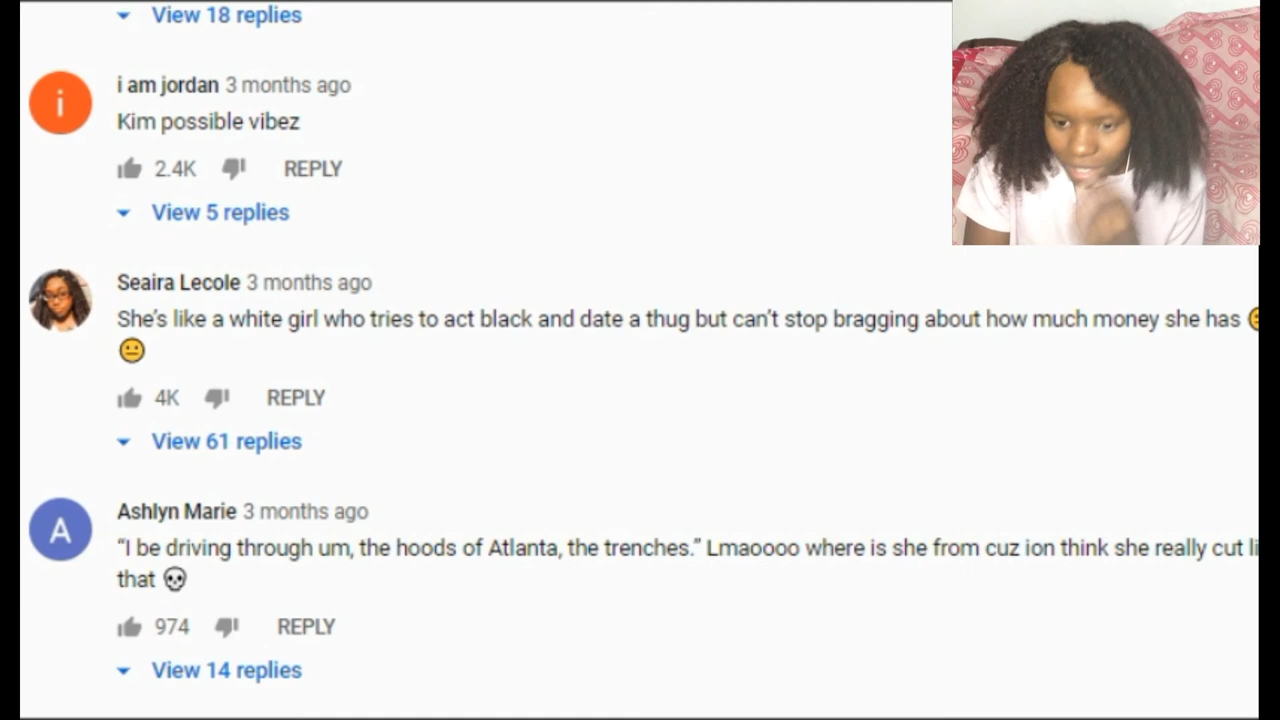 View 18 replies
i
i am jordan 3 months ago
Kim possible vibez
2.4K REPLY
View 5 replies
Seaira Lecole 3 months ago
She's like a white girl who tries to act black and date a thug but can't stop bragging about how much money she has
4K REPLY
View 61 replies
A
Ashlyn Marie 3 months ago
“I be driving through um, the hoods of Atlanta, the trenches.” Lmaoooo where is she from cuz ion think she really cut li
that 💀
974 REPLY
View 14 replies